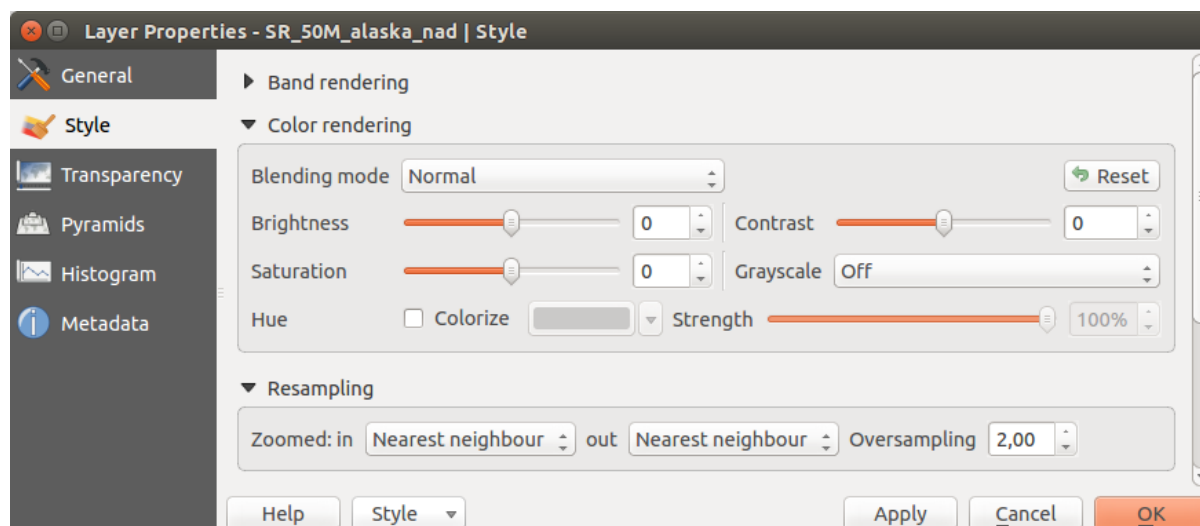 Layer Properties - SR_50M_alaska_nad | Style
General
Style
Transparency
Pyramids
Histogram
Metadata
Band rendering
Color rendering
Blending mode Normal Reset
Brightness 0 Contrast 0
Saturation 0 Grayscale Off
Hue Colorize Strength 100%
Resampling
Zoomed: in Nearest neighbour out Nearest neighbour Oversampling 2,00
Help Style Apply Cancel OK